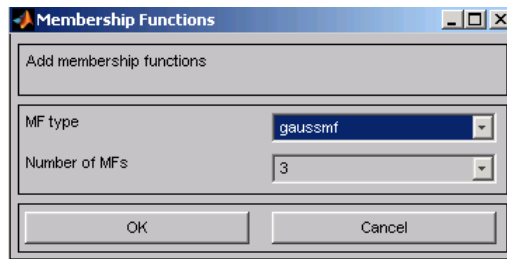 Membership Functions
Add membership functions
MF type
gaussmf
Number of MFs
3
OK
Cancel